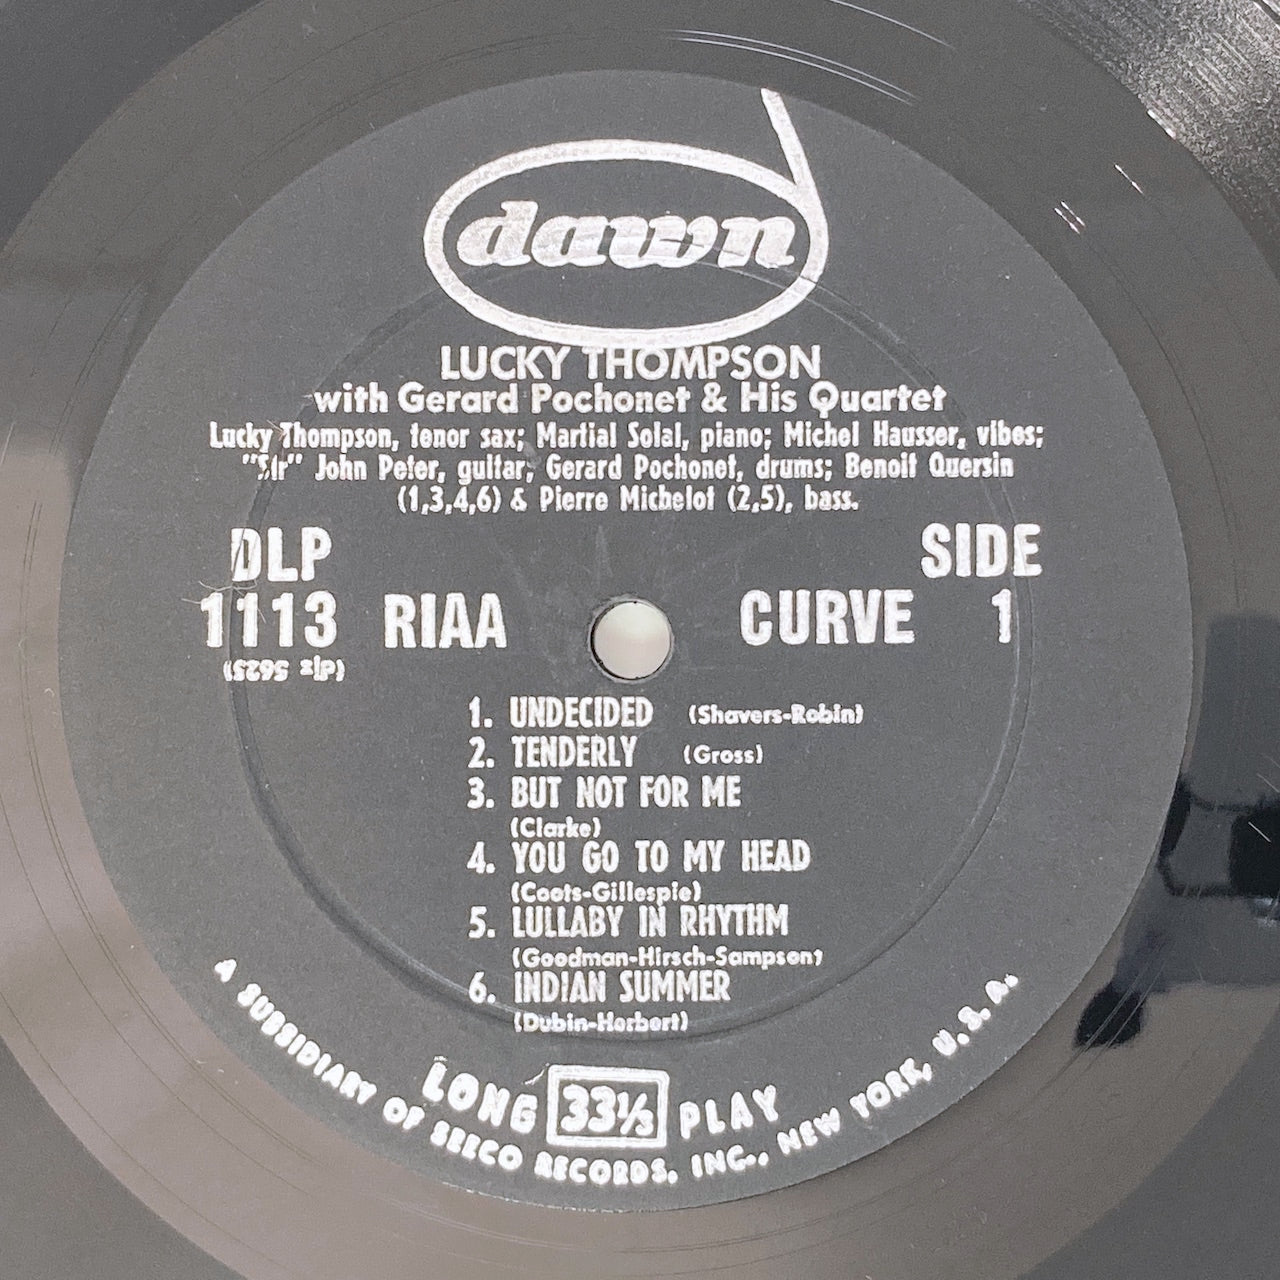 dawn
LUCKY THOMPSON
with Gerard Pochonet & His Quartet
Lucky Thompson, tenor sax; Martial Solal, piano; Michel Hausser, vibes;
"Sir" John Peter, guitar; Gerard Pochonet, drums; Benoit Quersin
(1,3,4,6) & Pierre Michelot (2,5), bass.
DLP SIDE
1113 RIAA CURVE 1
1. UNDECIDED (Shavers-Robin)
2. TENDERLY (Gross)
3. BUT NOT FOR ME
(Clarke)
4. YOU GO TO MY HEAD
(Coots-Gillespie)
5. LULLABY IN RHYTHM
(Goodman-Hirsch-Sampson)
6. INDIAN SUMMER
(Dubin-Herbert)
LONG 33⅓ PLAY
A SUBSIDIARY OF SEECO RECORDS, INC., NEW YORK, U.S.A.